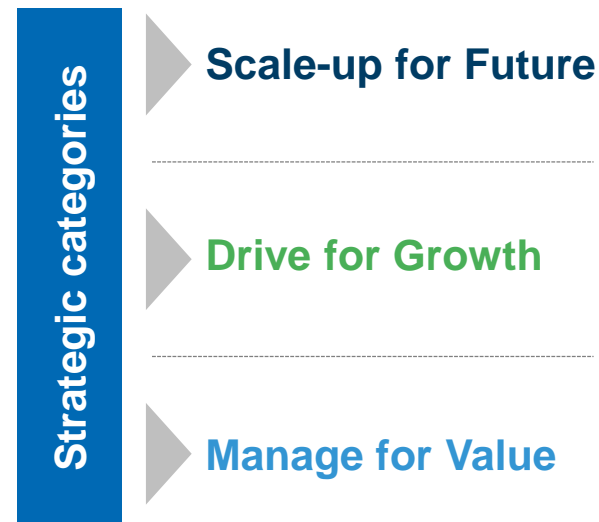 Strategic categories
Scale-up for Future
Drive for Growth
Manage for Value